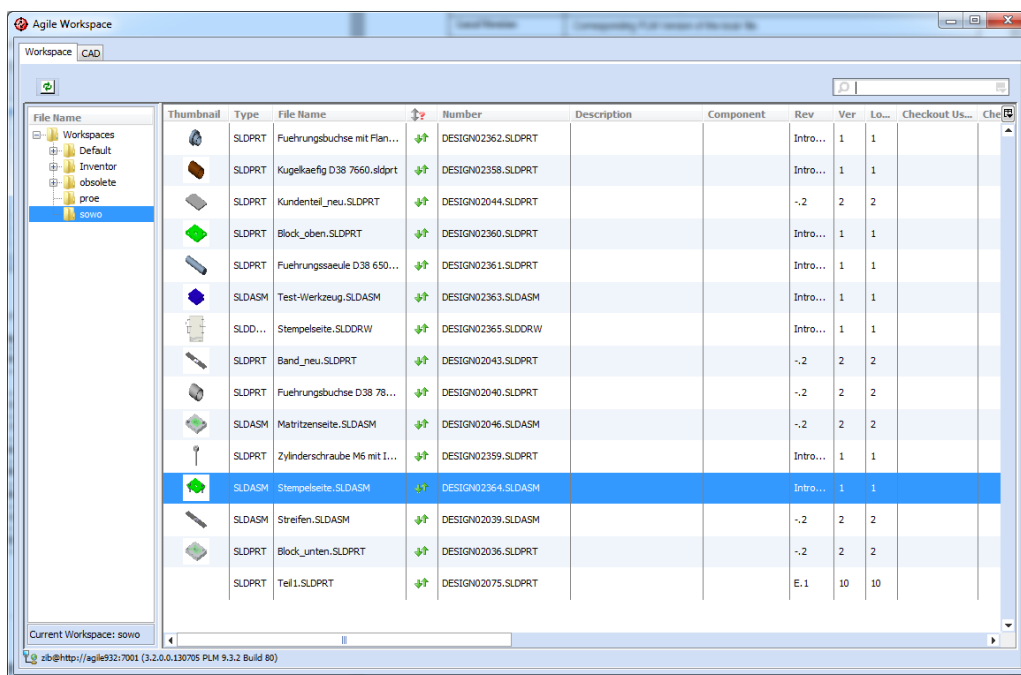 Agile Workspace
Workspace CAD
File Name
Workspaces
Default
Inventor
obsolete
proe
sowo
Current Workspace: sowo
Thumbnail Type File Name ? Number Description Component Rev Ver Lo... Checkout Us... Che
SLDPRT Fuehrungsbuchse mit Flan... DESIGN02362.SLDPRT Intro... 1 1
SLDPRT Kugelkaefig D38 7660.sldprt DESIGN02358.SLDPRT Intro... 1 1
SLDPRT Kundenteil_neu.SLDPRT DESIGN02044.SLDPRT -.2 2 2
SLDPRT Block_oben.SLDPRT DESIGN02360.SLDPRT Intro... 1 1
SLDPRT Fuehrungssaeule D38 650... DESIGN02361.SLDPRT Intro... 1 1
SLDASM Test-Werkzeug.SLDASM DESIGN02363.SLDASM Intro... 1 1
SLDD... Stempelseite.SLDDRW DESIGN02365.SLDDRW Intro... 1 1
SLDPRT Band_neu.SLDPRT DESIGN02043.SLDPRT -.2 2 2
SLDPRT Fuehrungsbuchse D38 78... DESIGN02040.SLDPRT -.2 2 2
SLDASM Matritzenseite.SLDASM DESIGN02046.SLDASM -.2 2 2
SLDPRT Zylinderschraube M6 mit I... DESIGN02359.SLDPRT Intro... 1 1
SLDASM Stempelseite.SLDASM DESIGN02364.SLDASM Intro... 1 1
SLDASM Streifen.SLDASM DESIGN02039.SLDASM -.2 2 2
SLDPRT Block_unten.SLDPRT DESIGN02036.SLDPRT -.2 2 2
SLDPRT Teil1.SLDPRT DESIGN02075.SLDPRT E.1 10 10
zib@http://agile932:7001 (3.2.0.0.130705 PLM 9.3.2 Build 80)